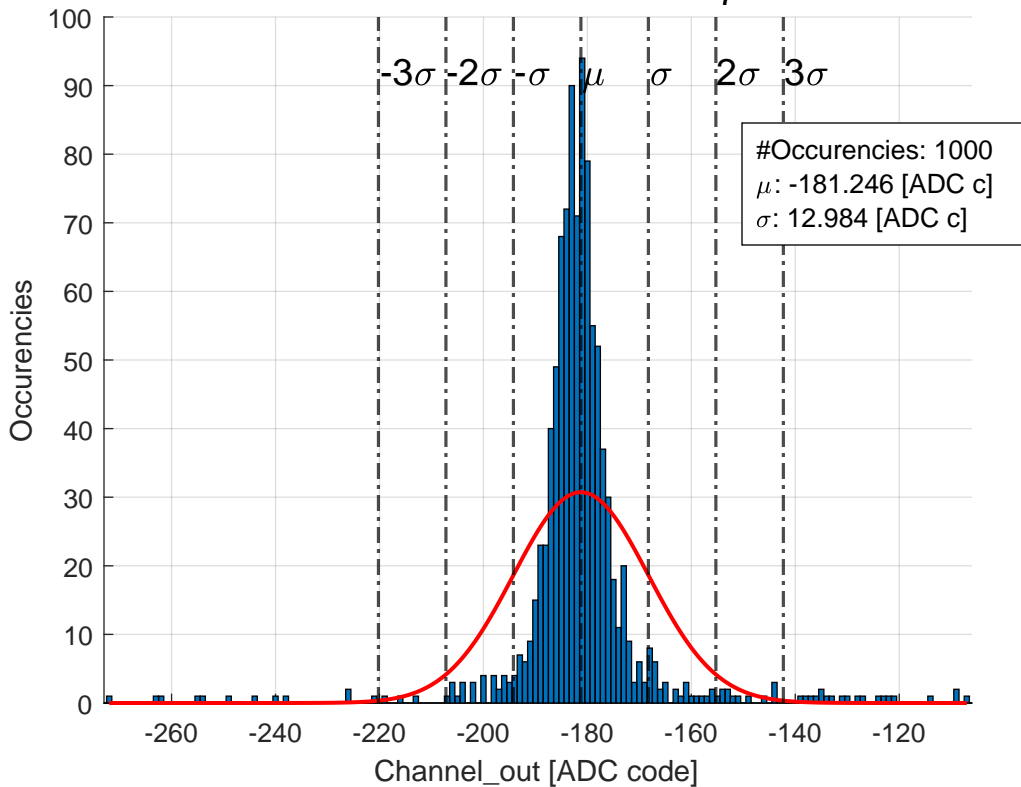 100
90
80
70
60
50
40
30
20
10
0
Occurencies
-3σ -2σ -σ μ σ 2σ 3σ
#Occurencies: 1000
μ: -181.246 [ADC c]
σ: 12.984 [ADC c]
-260 -240 -220 -200 -180 -160 -140 -120
Channel_out [ADC code]